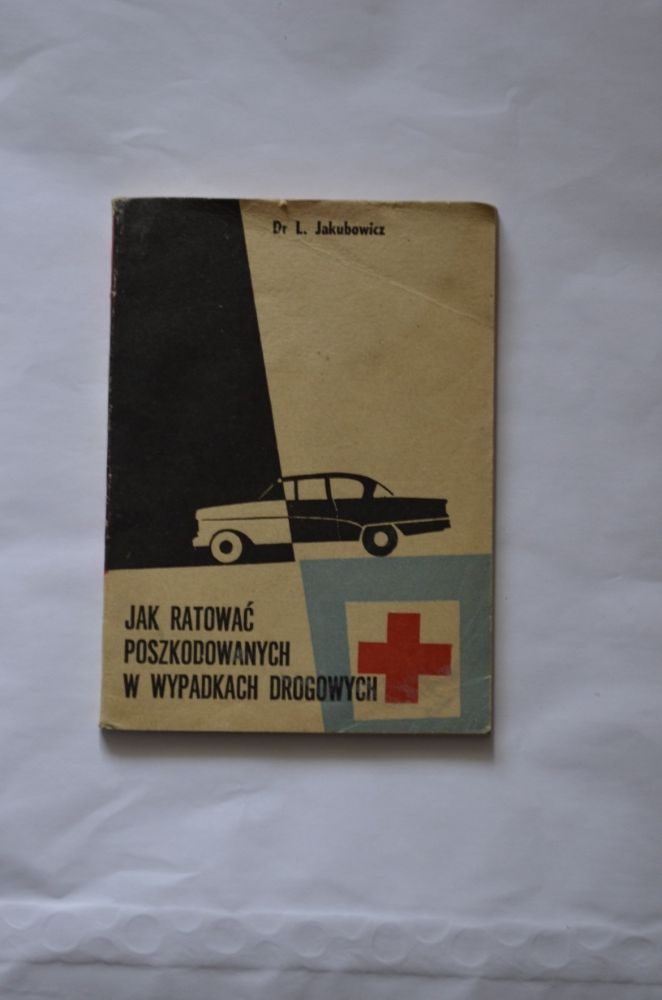 Dr L. Jakubowicz
JAK RATOWAĆ
POSZKODOWANYCH
W WYPADKACH DROGOWYCH